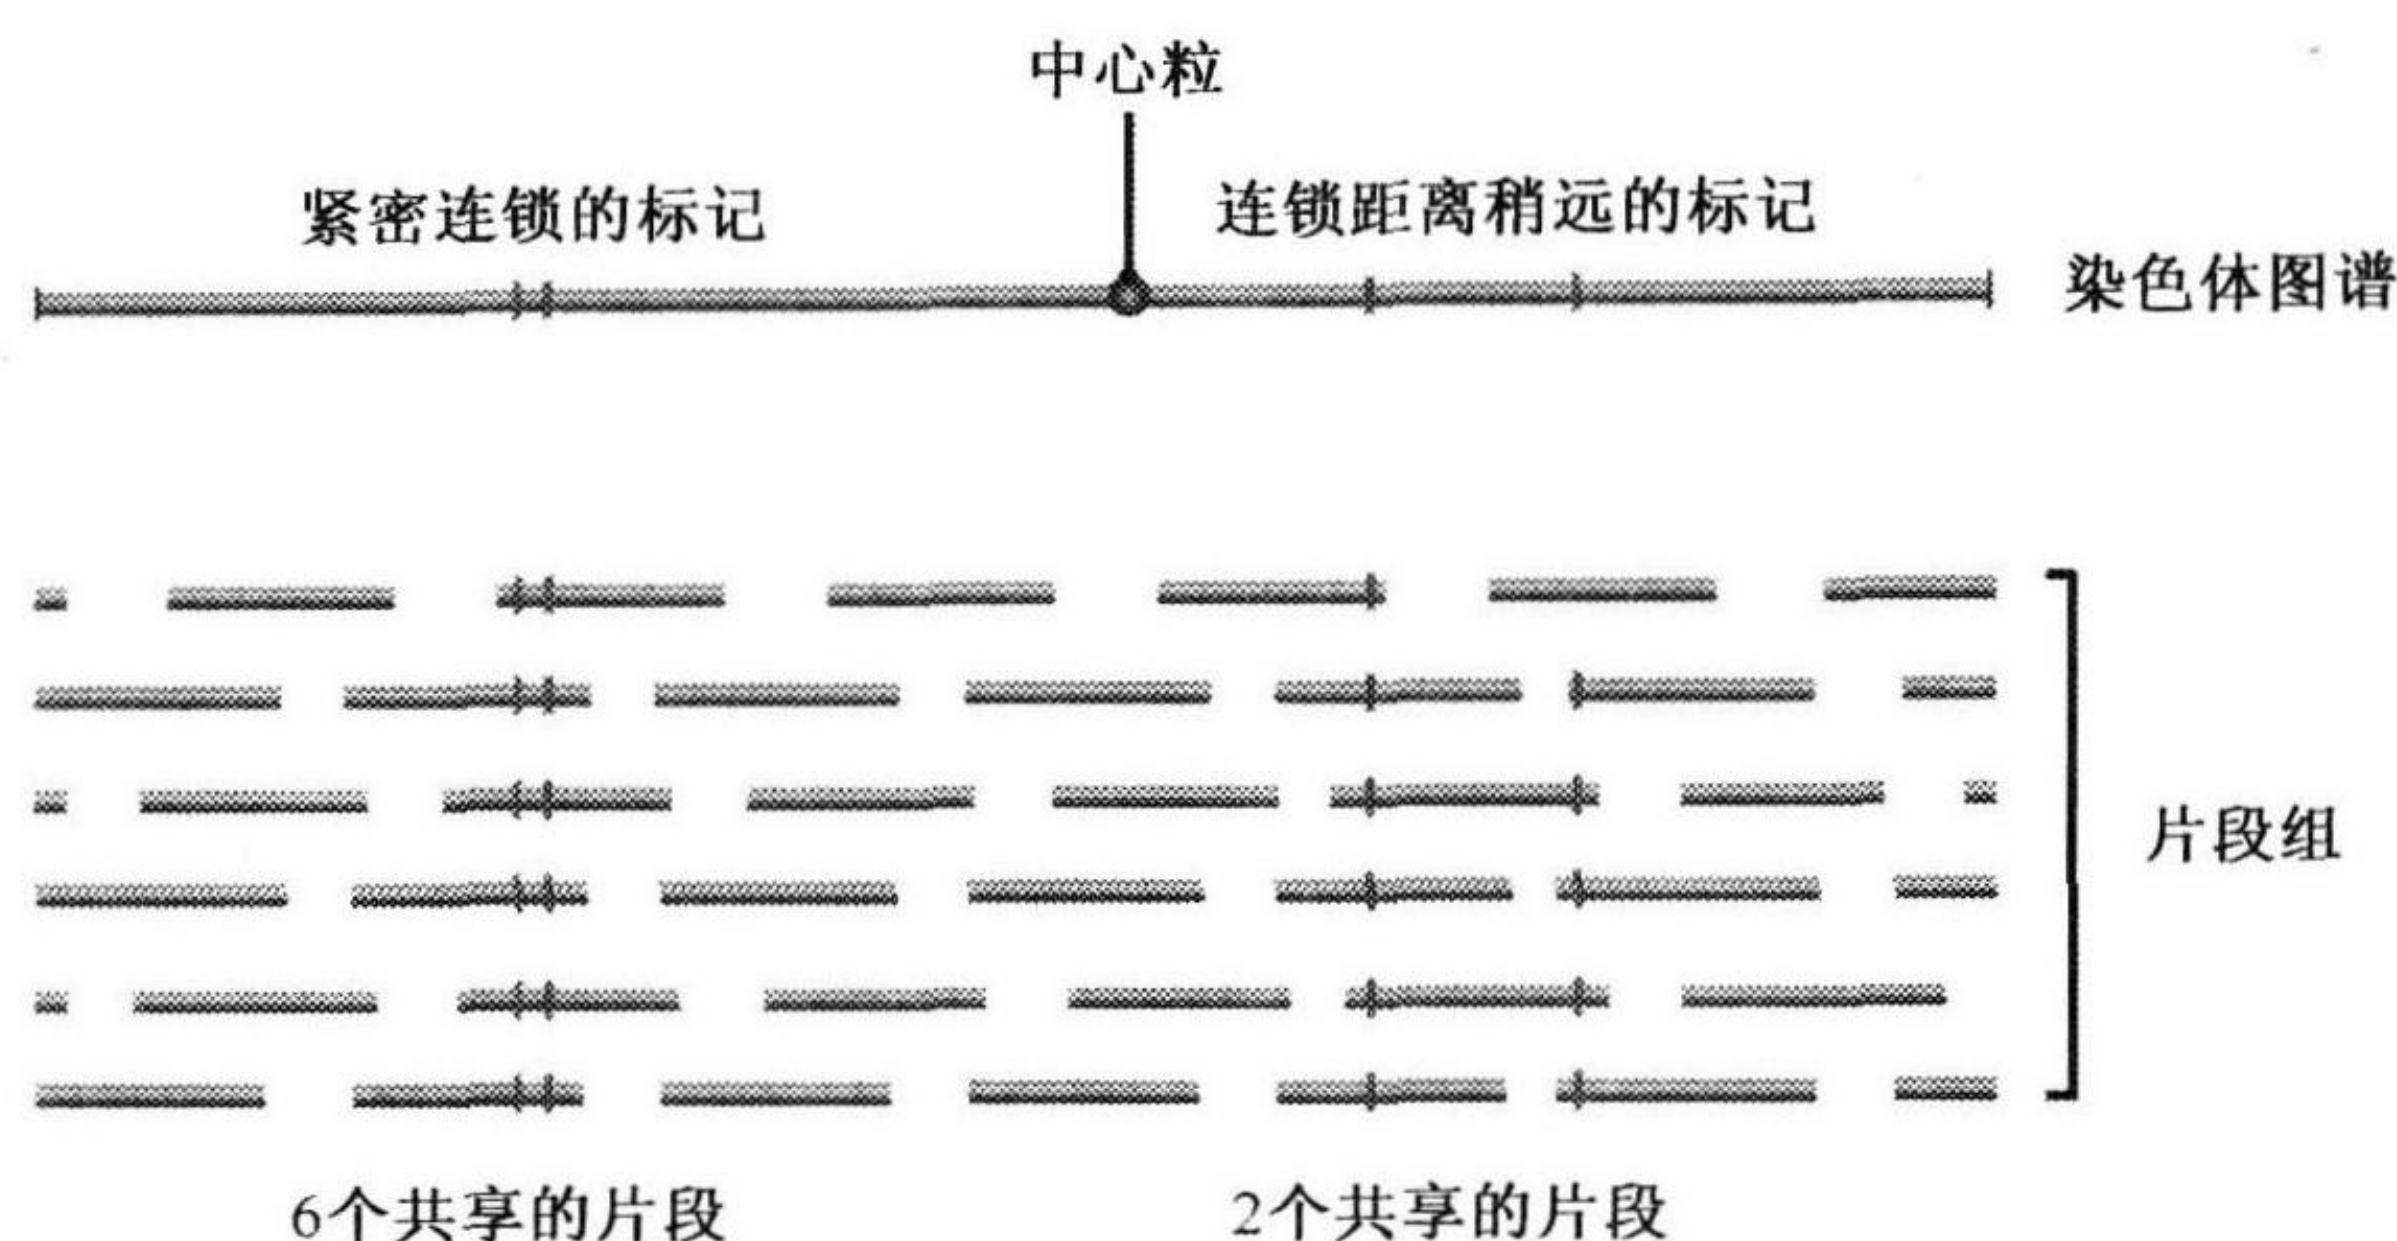 中心粒
紧密连锁的标记
连锁距离稍远的标记
染色体图谱
片段组
6个共享的片段
2个共享的片段